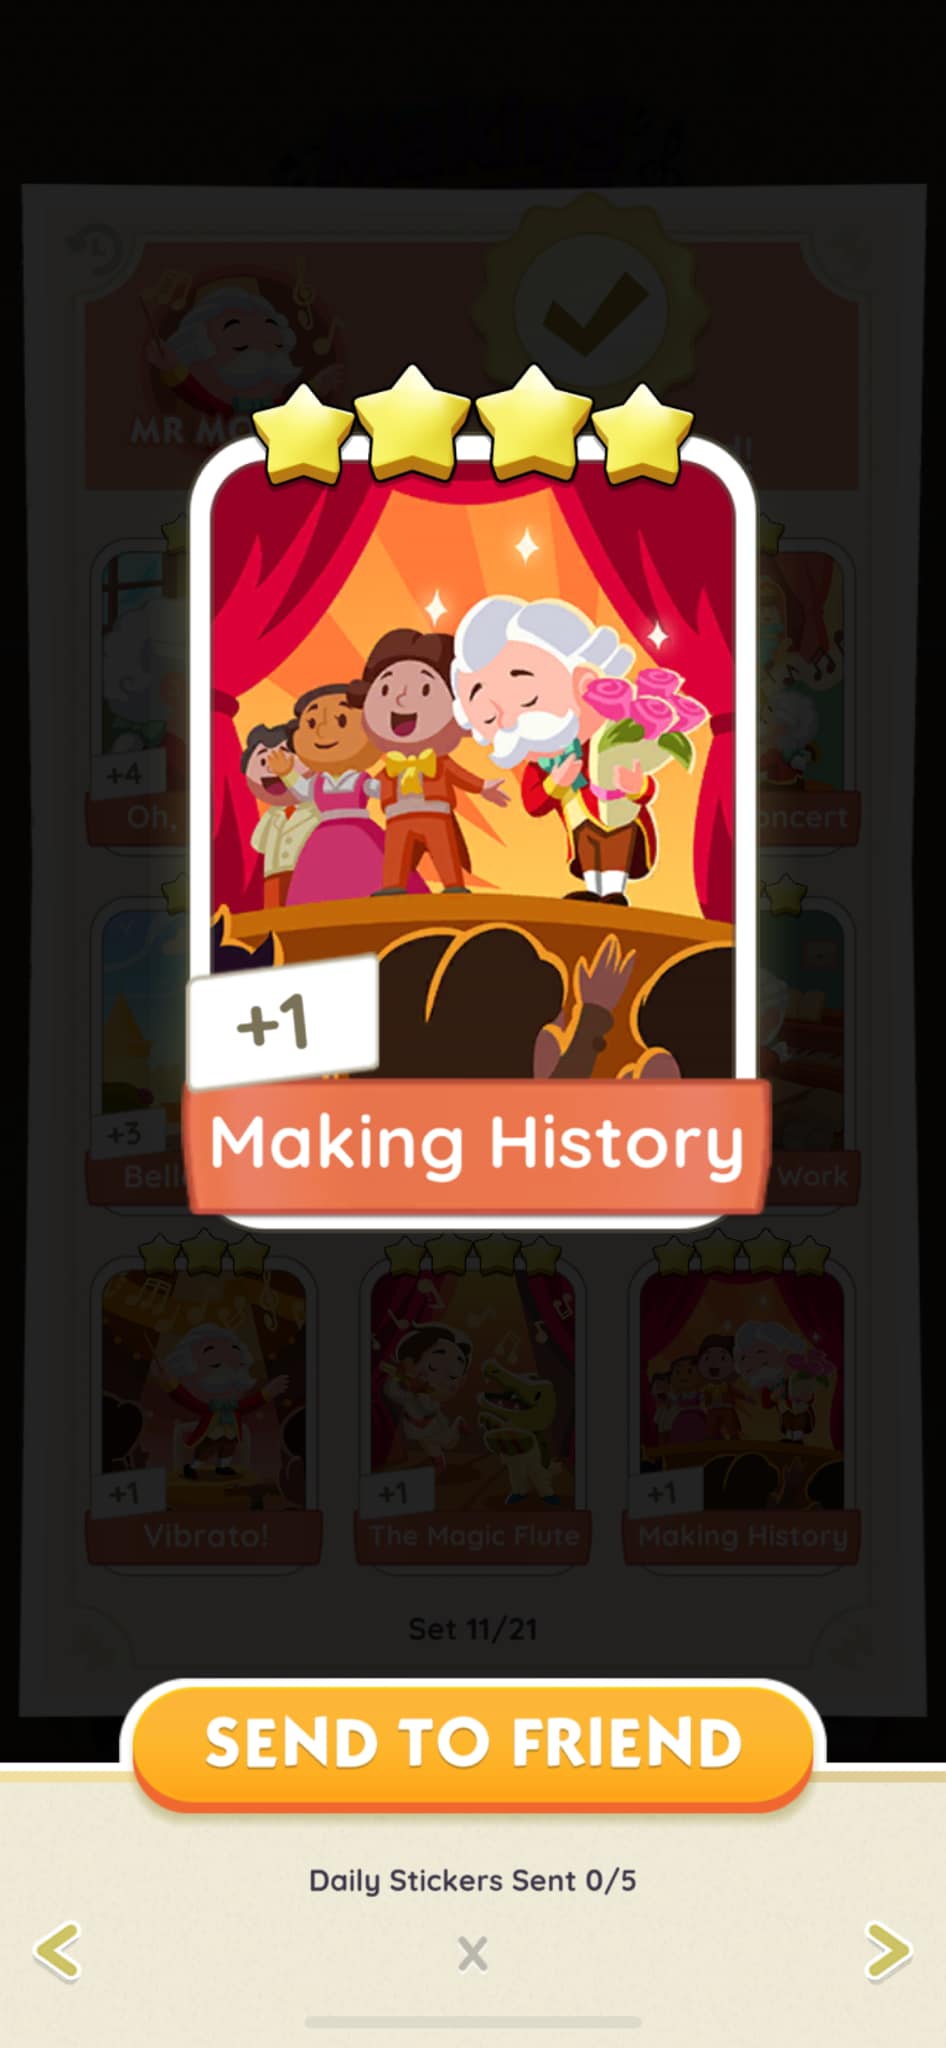 MR MO
+4
Oh,
oncert
+1
Making History
+3
Bell
Work
+1
Vibrato!
+1
The Magic Flute
+1
Making History
Set 11/21
SEND TO FRIEND
Daily Stickers Sent 0/5
X